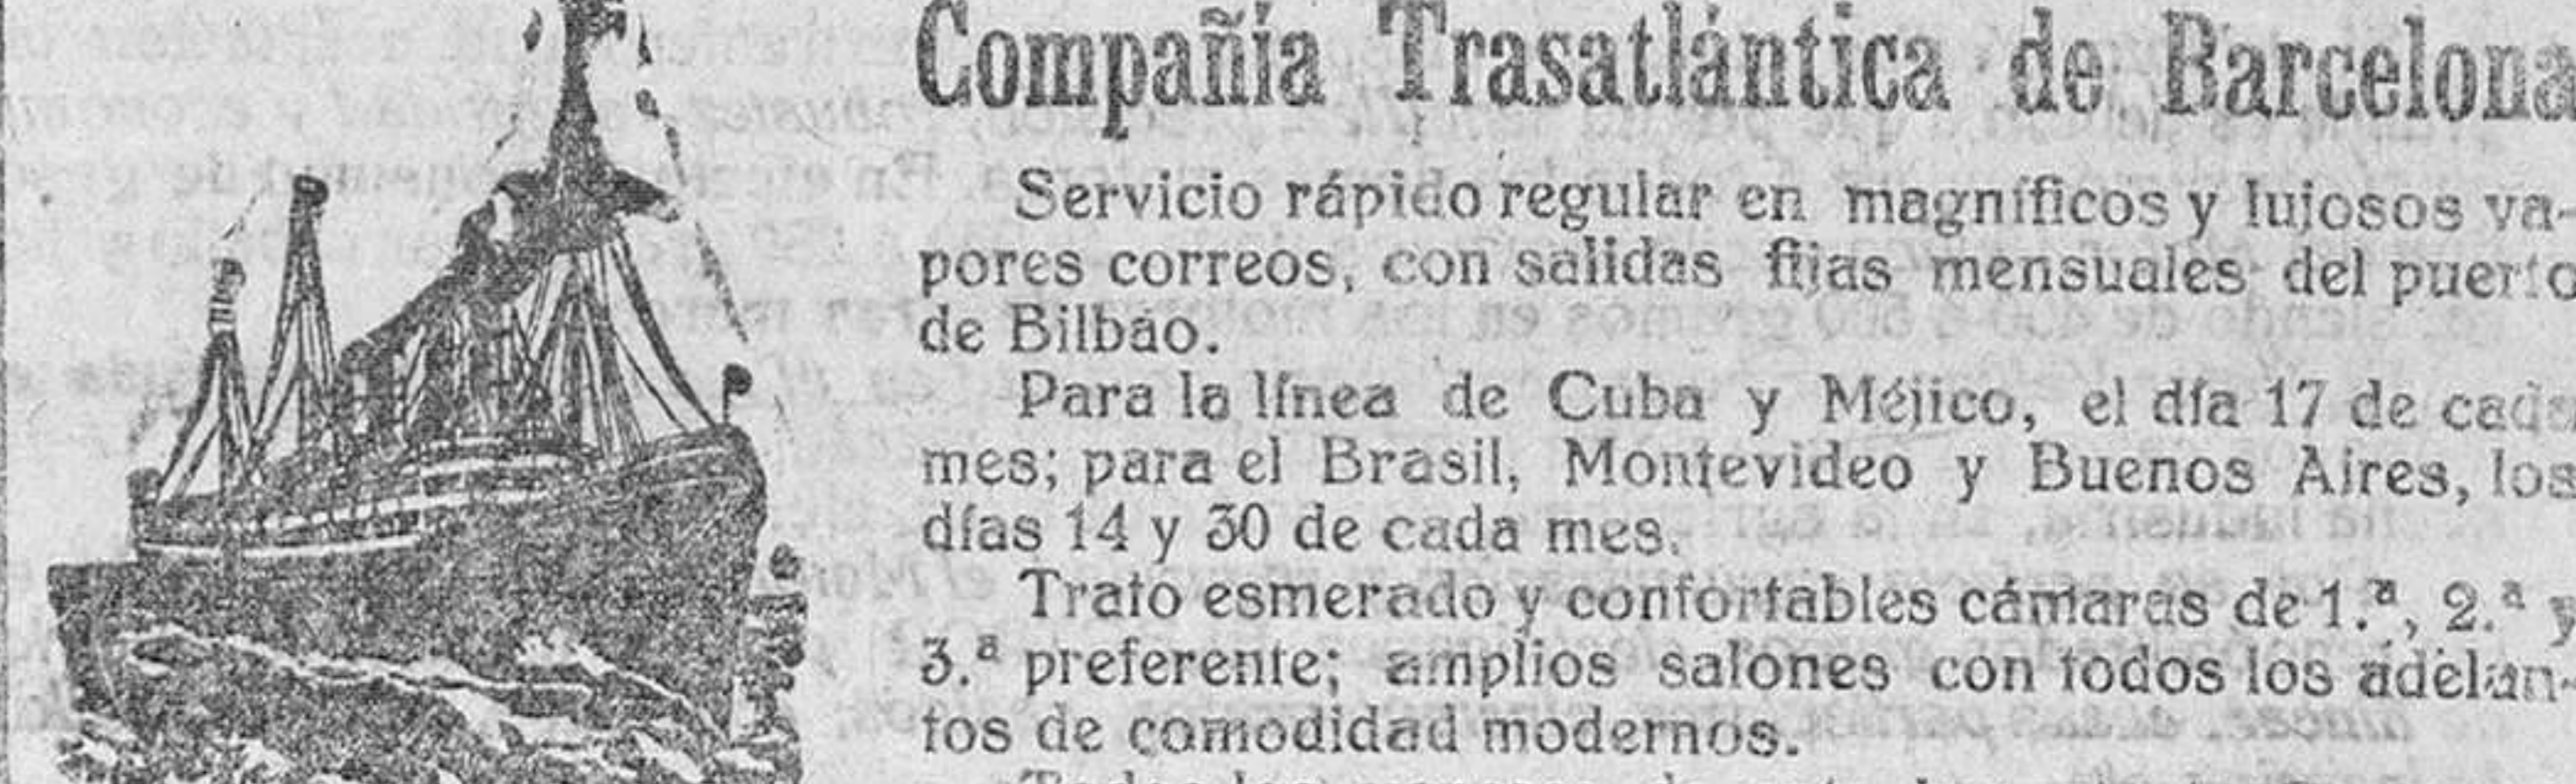 Compañía Trasatlántica de Barcelona
Servicio rápido regular en magníficos y lujosos va-
pores correos, con salidas fijas mensuales del puerto
de Bilbao.
Para la línea de Cuba y Méjico, el día 17 de cada
mes; para el Brasil, Montevideo y Buenos Aires, los
días 14 y 30 de cada mes.
Trato esmerado y confortables cámaras de 1.ª, 2.ª y
3.ª preferente; amplios salones con todos los adelan-
tos de comodidad modernos.